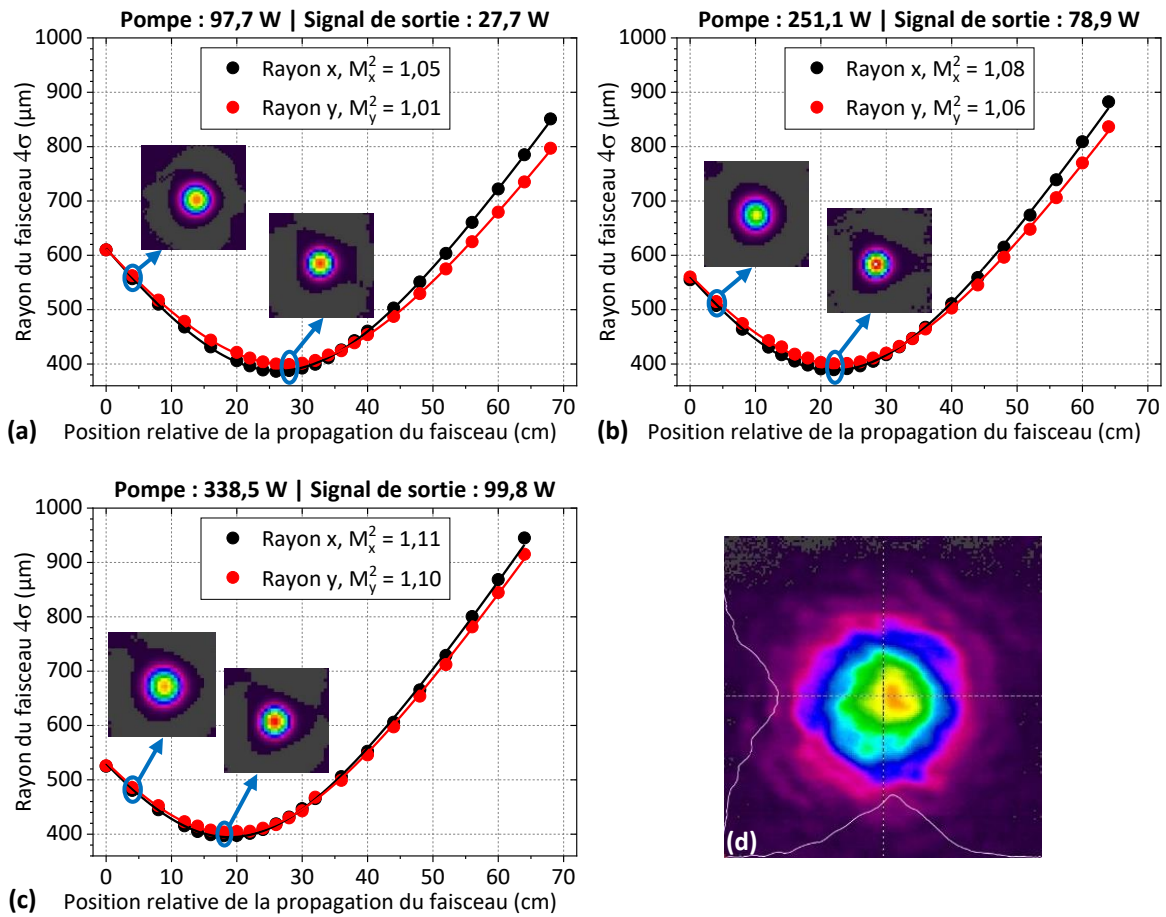 Pompe : 97,7 W | Signal de sortie : 27,7 W
1000
900
800
700
600
500
400
Rayon du faisceau 4σ (μm)
Rayon x, M²ₓ = 1,05
Rayon y, M²ᵧ = 1,01
0 10 20 30 40 50 60 70
(a) Position relative de la propagation du faisceau (cm)
Pompe : 251,1 W | Signal de sortie : 78,9 W
1000
900
800
700
600
500
400
Rayon du faisceau 4σ (μm)
Rayon x, M²ₓ = 1,08
Rayon y, M²ᵧ = 1,06
0 10 20 30 40 50 60 70
(b) Position relative de la propagation du faisceau (cm)
Pompe : 338,5 W | Signal de sortie : 99,8 W
1000
900
800
700
600
500
400
Rayon du faisceau 4σ (μm)
Rayon x, M²ₓ = 1,11
Rayon y, M²ᵧ = 1,10
0 10 20 30 40 50 60 70
(c) Position relative de la propagation du faisceau (cm)
(d)